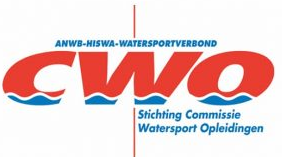 ANWB-HISWA-WATERSPORTVERBOND
CWO
Stichting Commissie
Watersport Opleidingen